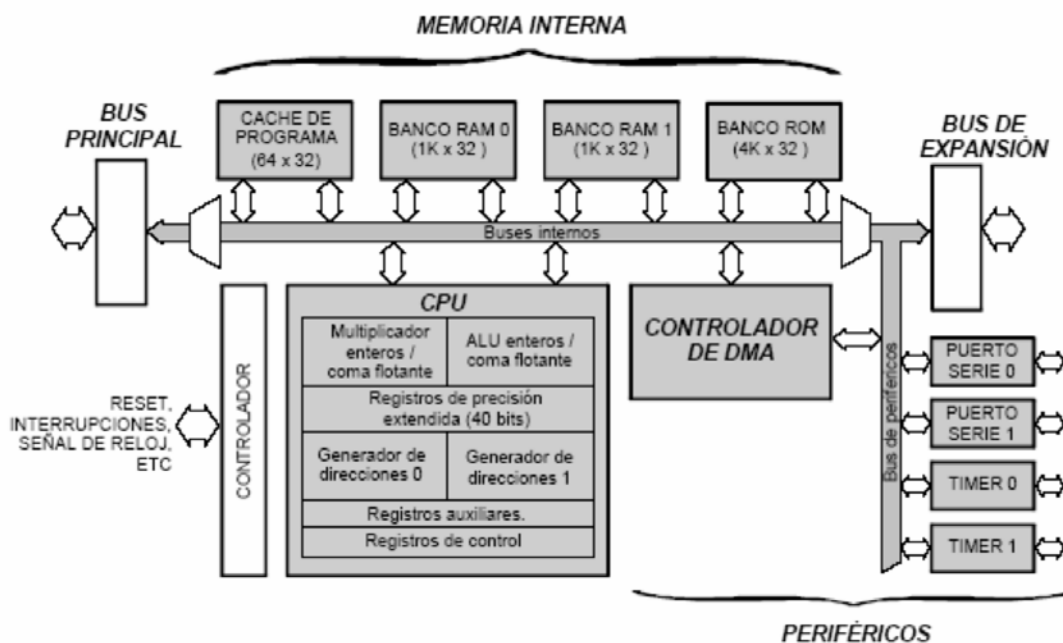 MEMORIA INTERNA
BUS
PRINCIPAL
CACHE DE
PROGRAMA
(64 x 32)
BANCO RAM 0
(1K x 32 )
BANCO RAM 1
(1K x 32 )
BANCO ROM
(4K x 32 )
BUS DE
EXPANSIÓN
Buses internos
RESET,
INTERRUPCIONES,
SEÑAL DE RELOJ,
ETC
CONTROLADOR
CPU
Multiplicador
enteros /
coma flotante
ALU enteros /
coma flotante
Registros de precisión
extendida (40 bits)
Generador de
direcciones 0
Generador de
direcciones 1
Registros auxiliares.
Registros de control
CONTROLADOR
DE DMA
Bus de periféricos
PUERTO
SERIE 0
PUERTO
SERIE 1
TIMER 0
TIMER 1
PERIFÉRICOS